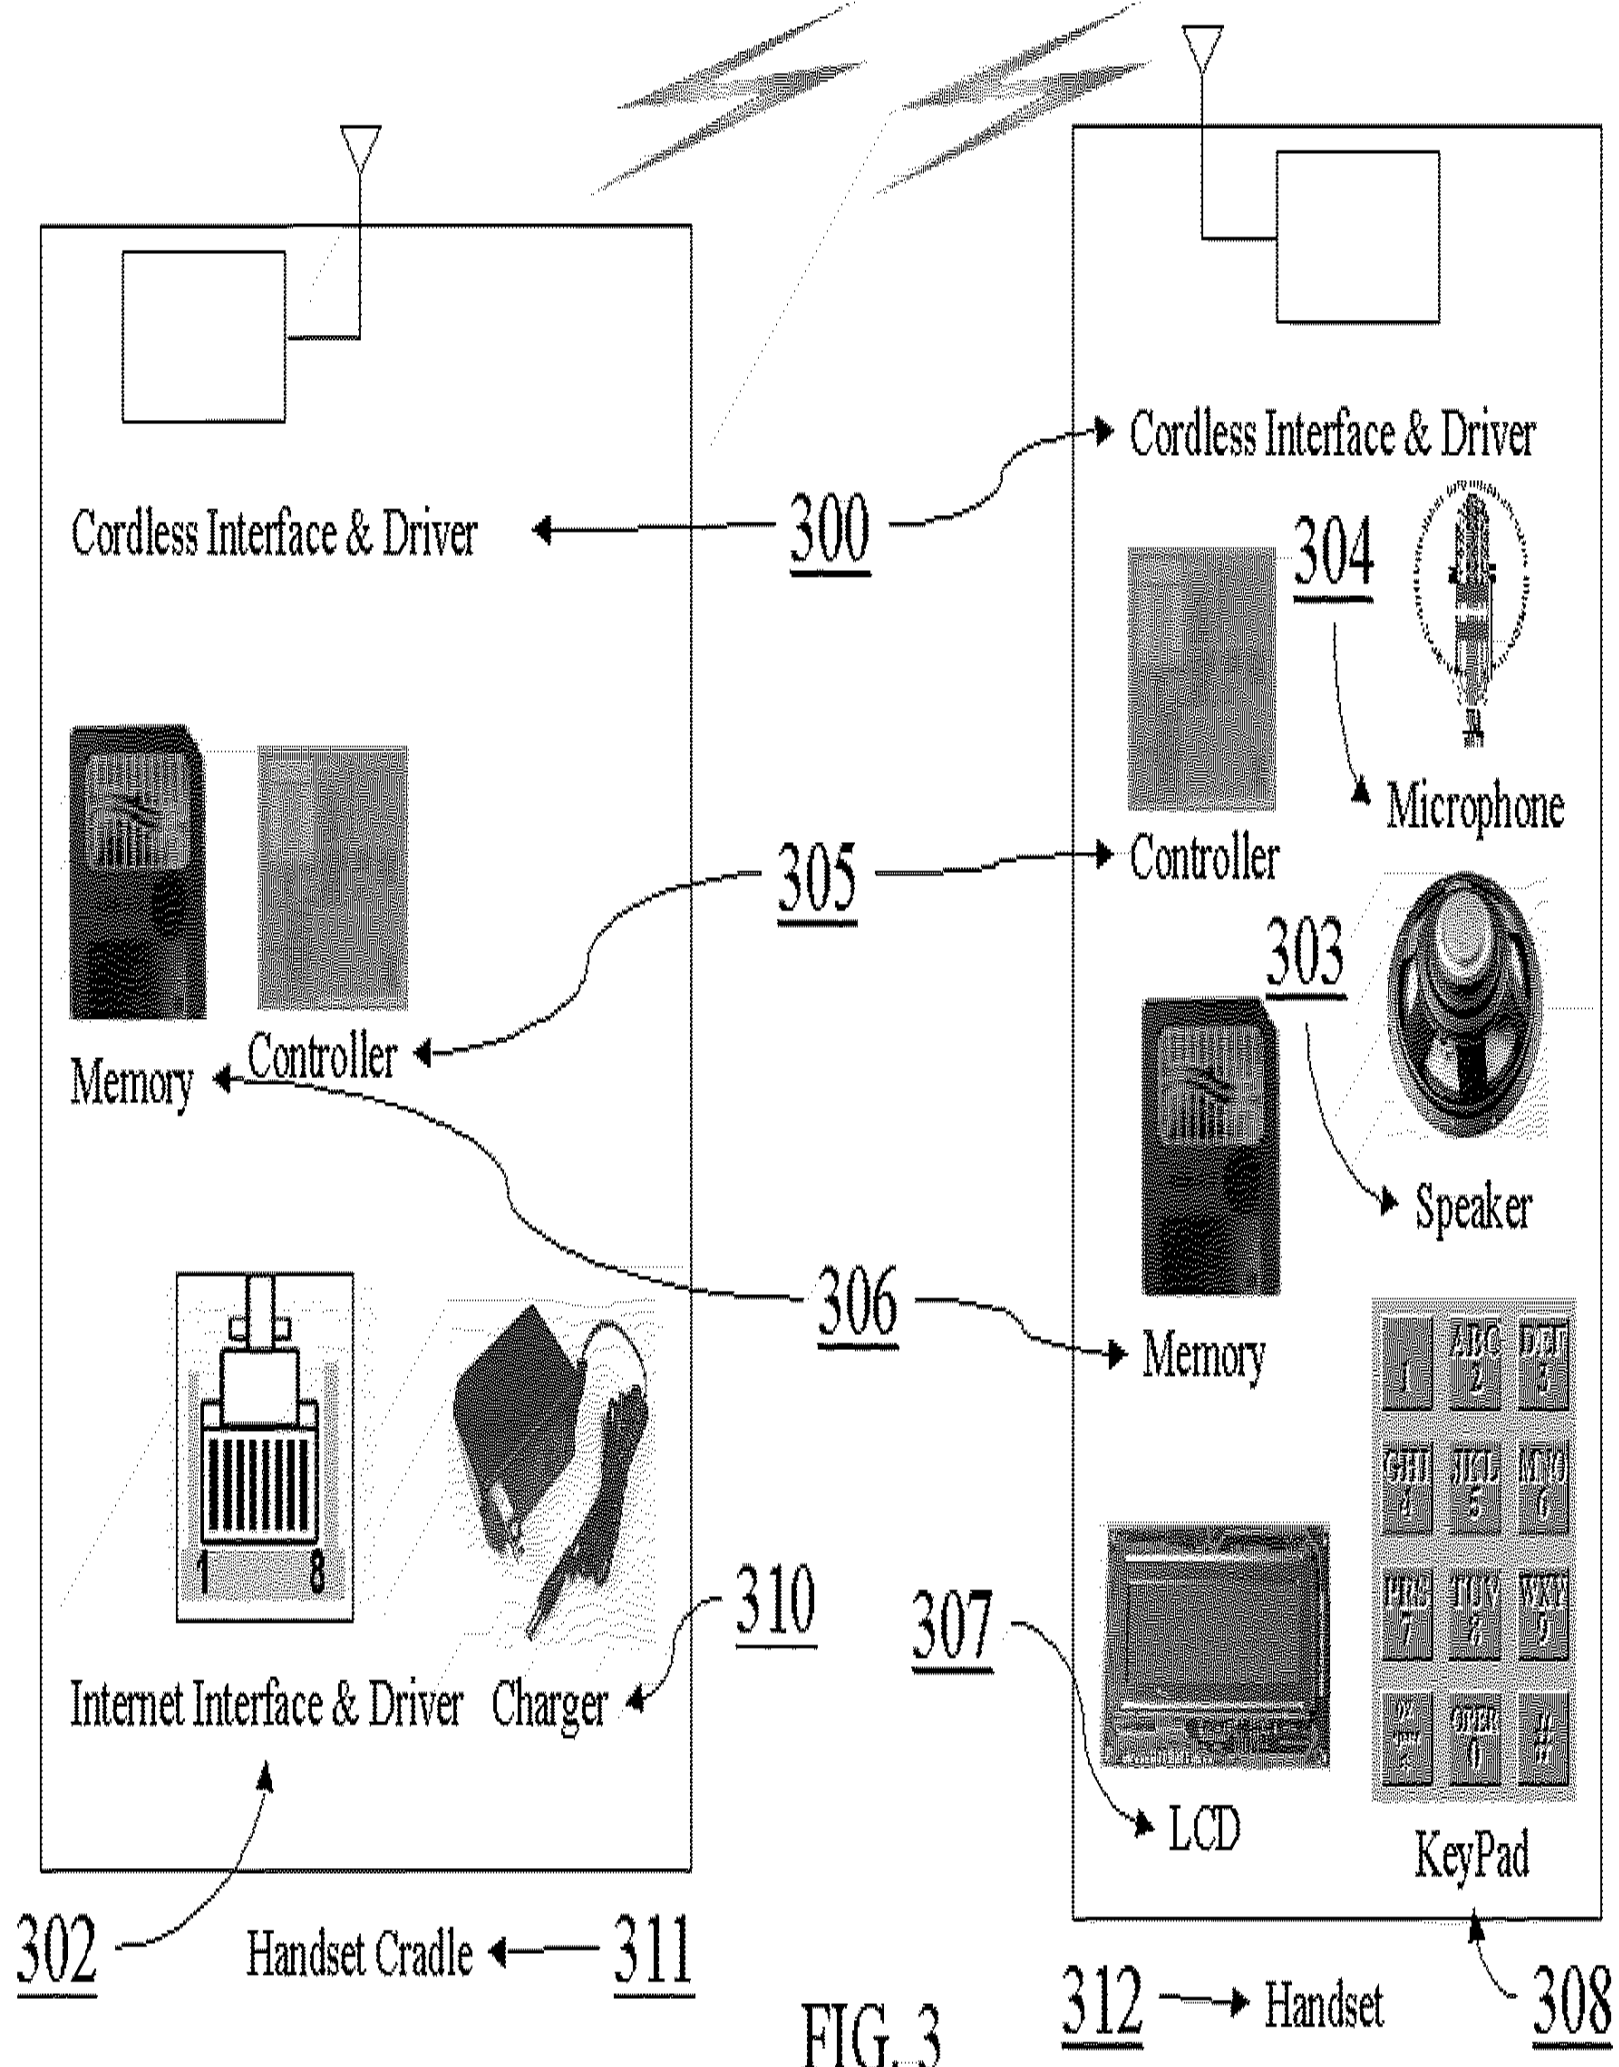 Cordless Interface & Driver
300
Cordless Interface & Driver
304
Microphone
305
Controller
303
Controller
Memory
Speaker
306
Memory
1
ABC
2
DEF
3
GHI
4
JKL
5
MNO
6
PRS
7
TUV
8
WXY
9
OPER
0
#
1 8
310
307
Internet Interface & Driver
Charger
LCD
KeyPad
302
Handset Cradle
311
312
Handset
308
FIG. 3